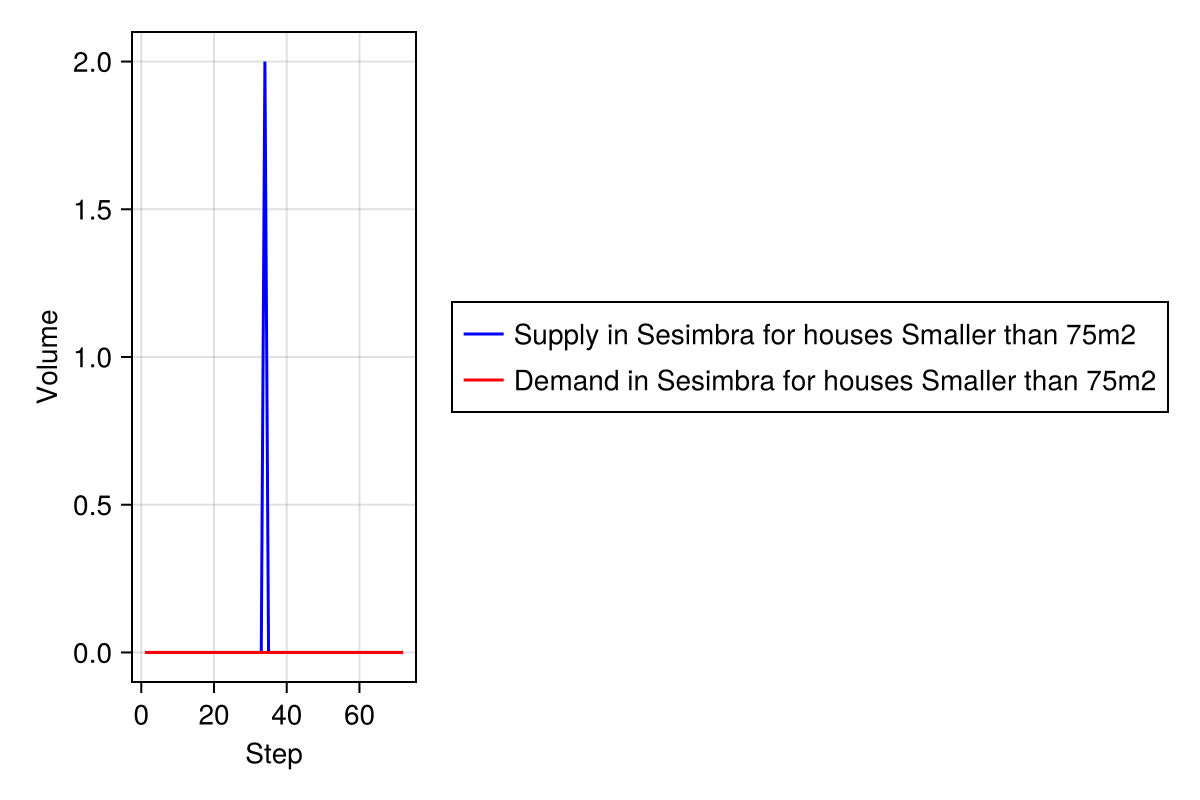 2.0
1.5
1.0
0.5
0.0
Volume
0 20 40 60
Step
Supply in Sesimbra for houses Smaller than 75m2
Demand in Sesimbra for houses Smaller than 75m2